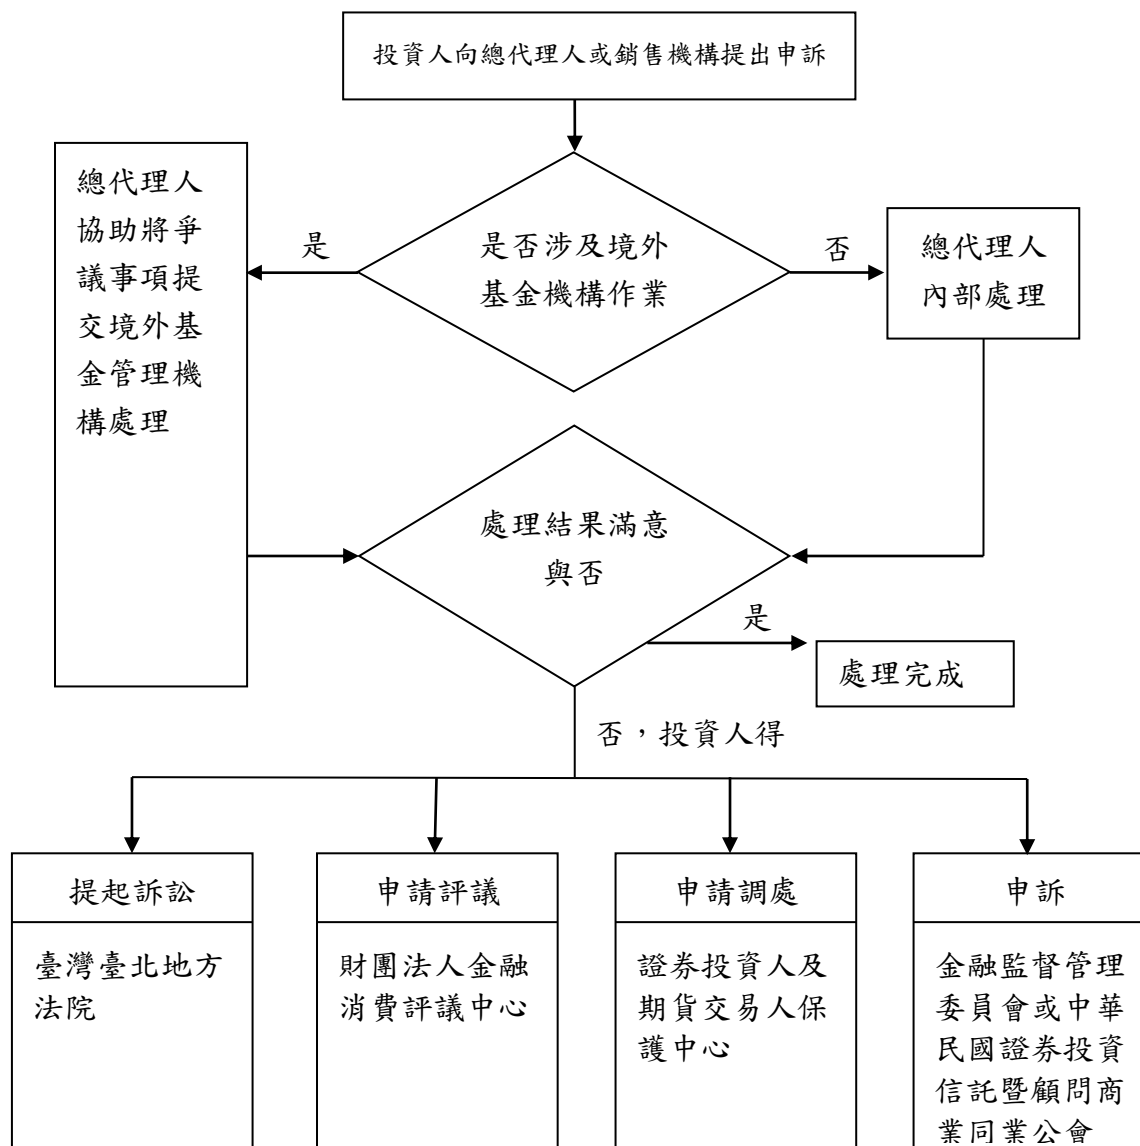 投資人向總代理人或銷售機構提出申訴
總代理人
協助將爭
議事項提
交境外基
金管理機
構處理
是
是否涉及境外
基金機構作業
否
總代理人
內部處理
處理結果滿意
與否
是
處理完成
否，投資人得
提起訴訟
臺灣臺北地方
法院
申請評議
財團法人金融
消費評議中心
申請調處
證券投資人及
期貨交易人保
護中心
申訴
金融監督管理
委員會或中華
民國證券投資
信託暨顧問商
業同業公會